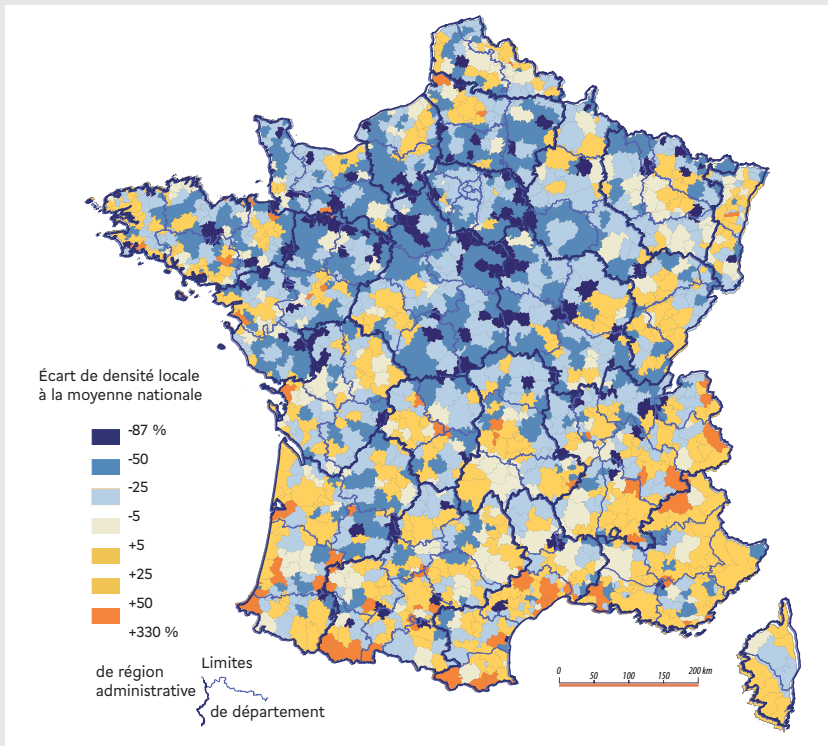 Écart de densité locale
à la moyenne nationale
-87 %
-50
-25
-5
+5
+25
+50
+330 %
Limites
de région
administrative
de département
0 50 100 150 200 km